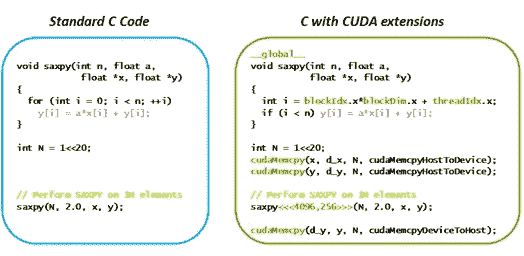 Standard C Code
void saxpy(int n, float a,
float *x, float *y)
{
for (int i = 0; i < n; ++i)
y[i] = a*x[i] + y[i];
}
int N = 1<<20;
// Perform SAXPY on 1M elements
saxpy(N, 2.0, x, y);
C with CUDA extensions
__global__
void saxpy(int n, float a,
float *x, float *y)
{
int i = blockIdx.x*blockDim.x + threadIdx.x;
if (i < n) y[i] = a*x[i] + y[i];
}
int N = 1<<20;
cudaMemcpy(x, d_x, N, cudaMemcpyHostToDevice);
cudaMemcpy(y, d_y, N, cudaMemcpyHostToDevice);
// Perform SAXPY on 1M elements
saxpy<<<4096,256>>>(N, 2.0, x, y);
cudaMemcpy(d_y, y, N, cudaMemcpyDeviceToHost);